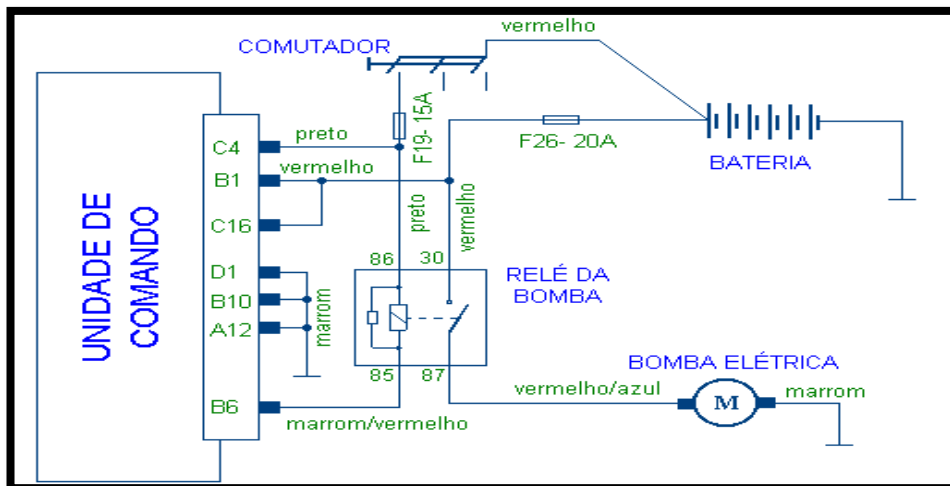 vermelho
COMUTADOR
F19- 15A
F26- 20A
BATERIA
UNIDADE DE
COMANDO
C4
preto
B1
vermelho
C16
D1
B10
A12
marrom
B6
marrom/vermelho
preto
vermelho
86
30
RELÉ DA
BOMBA
85
87
BOMBA ELÉTRICA
vermelho/azul
M
marrom